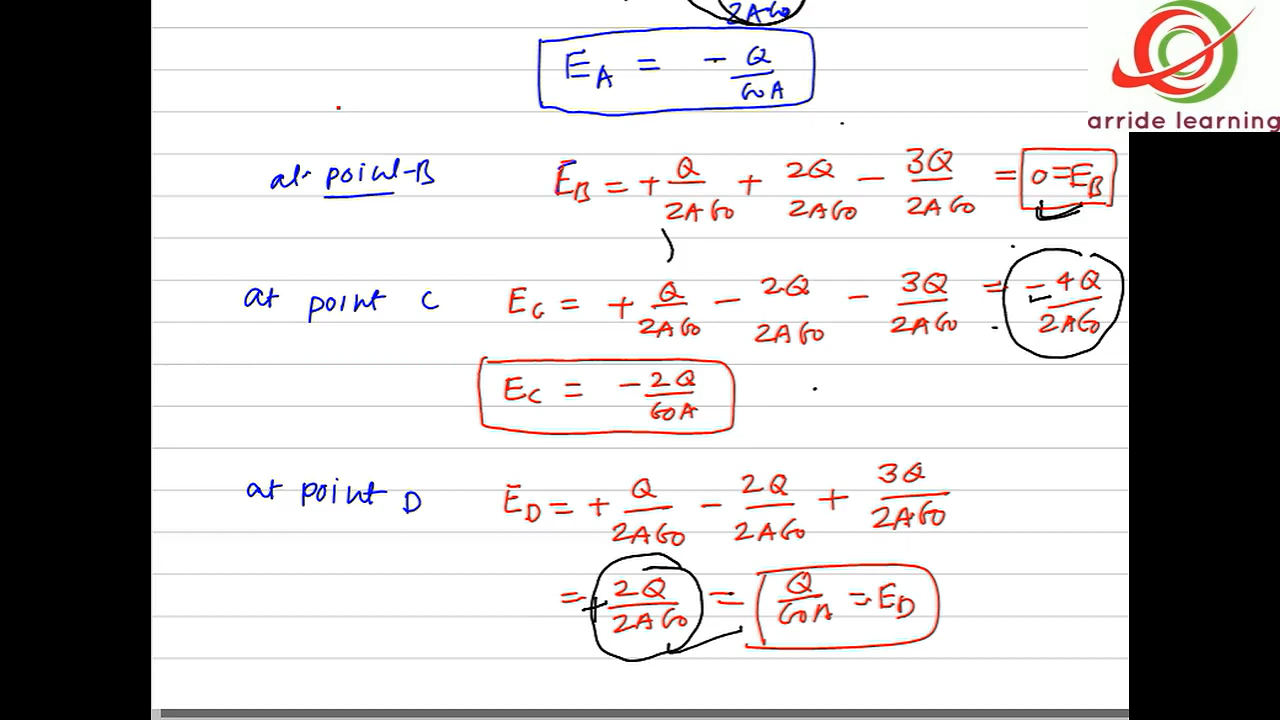 2A ε₀
E_A = - Q/ε₀A
arride learning
at point-B E_B = + Q/2Aε₀ + 2Q/2Aε₀ - 3Q/2Aε₀ = 0=E_B
at point C E_C = + Q/2Aε₀ - 2Q/2Aε₀ - 3Q/2Aε₀ = -4Q/2Aε₀
E_C = -2Q/ε₀A
at point D E_D = + Q/2Aε₀ - 2Q/2Aε₀ + 3Q/2Aε₀
= +2Q/2Aε₀ = Q/ε₀A = E_D